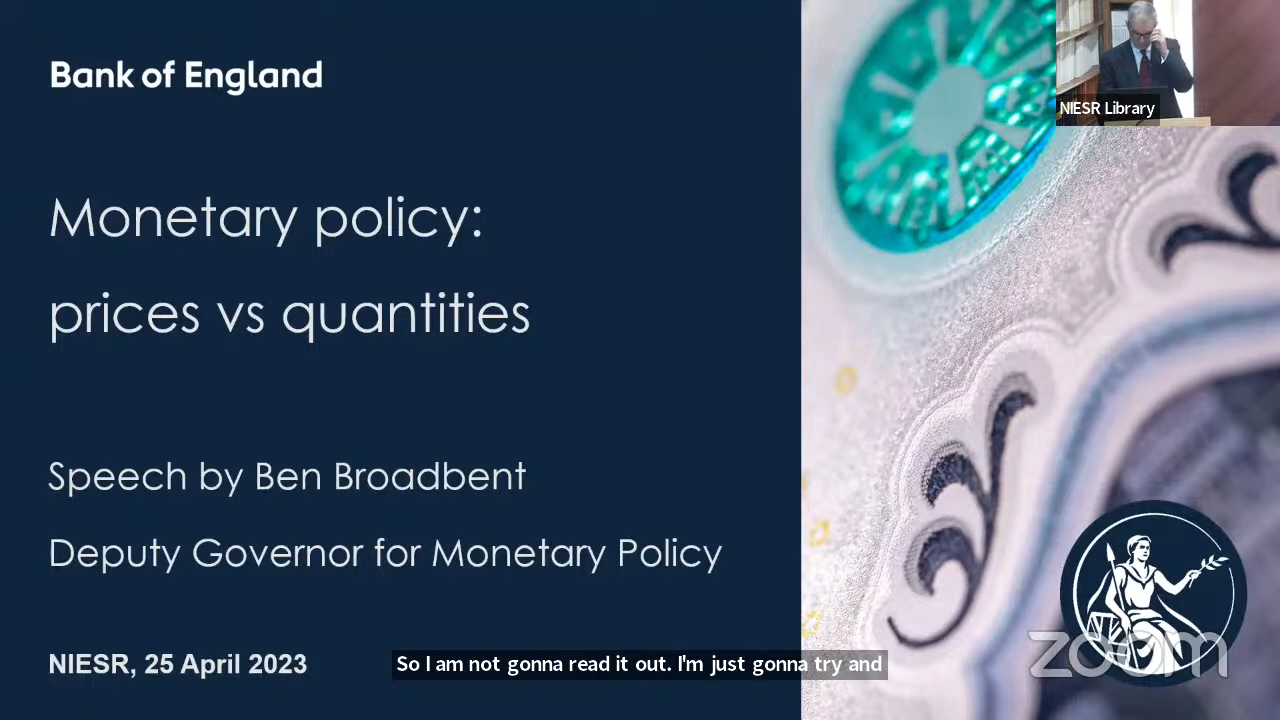 Bank of England
NIESR Library
Monetary policy:
prices vs quantities
Speech by Ben Broadbent
Deputy Governor for Monetary Policy
NIESR, 25 April 2023
So I am not gonna read it out. I'm just gonna try and
zoom